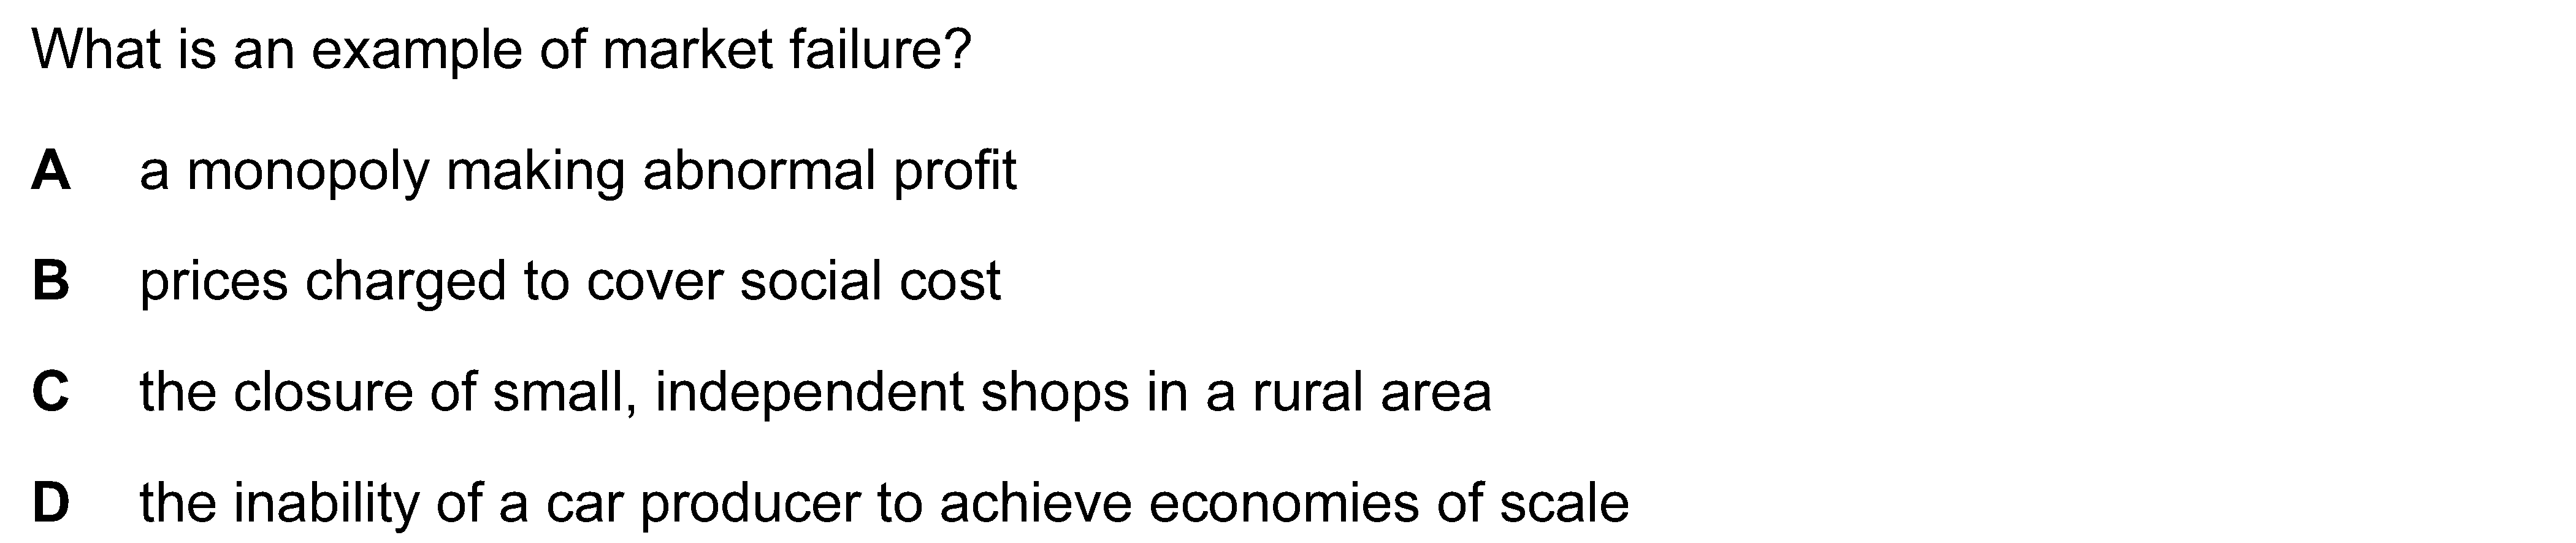 What is an example of market failure?
A a monopoly making abnormal profit
B prices charged to cover social cost
C the closure of small, independent shops in a rural area
D the inability of a car producer to achieve economies of scale